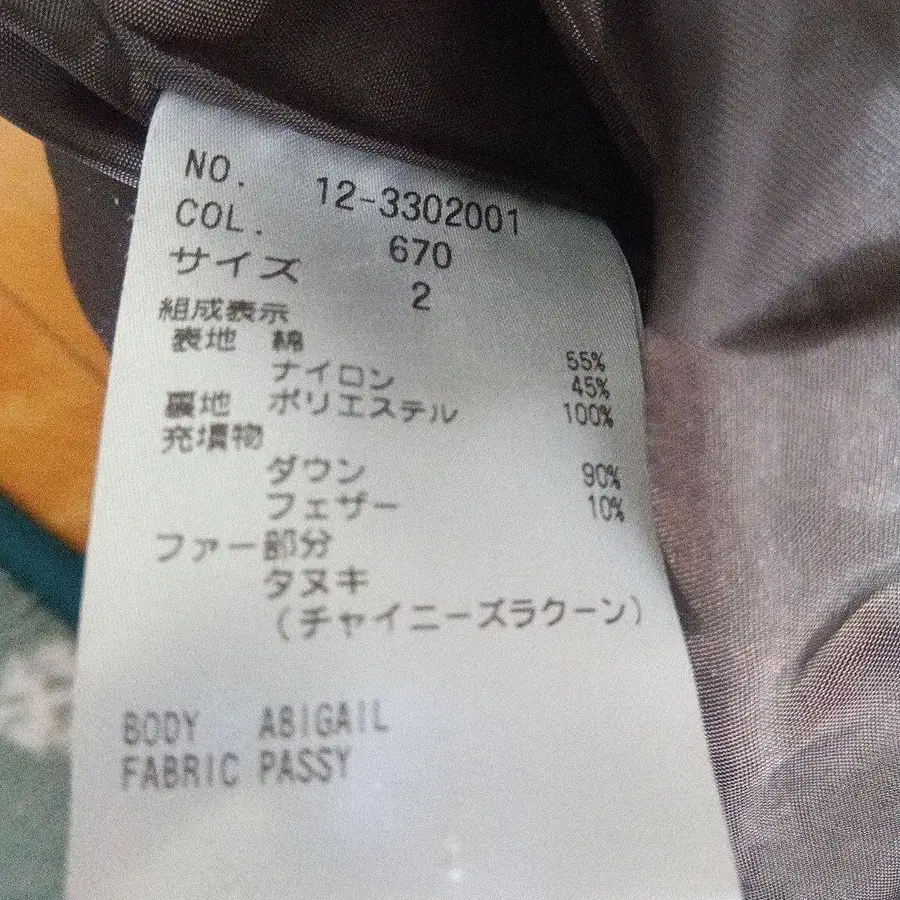 NO. 12-3302001
COL. 670
サイズ 2
組成表示
表地 綿 55%
ナイロン 45%
裏地 ポリエステル 100%
充填物
ダウン 90%
フェザー 10%
ファー部分
タヌキ
(チャイニーズラクーン)
BODY ABIGAIL
FABRIC PASSY